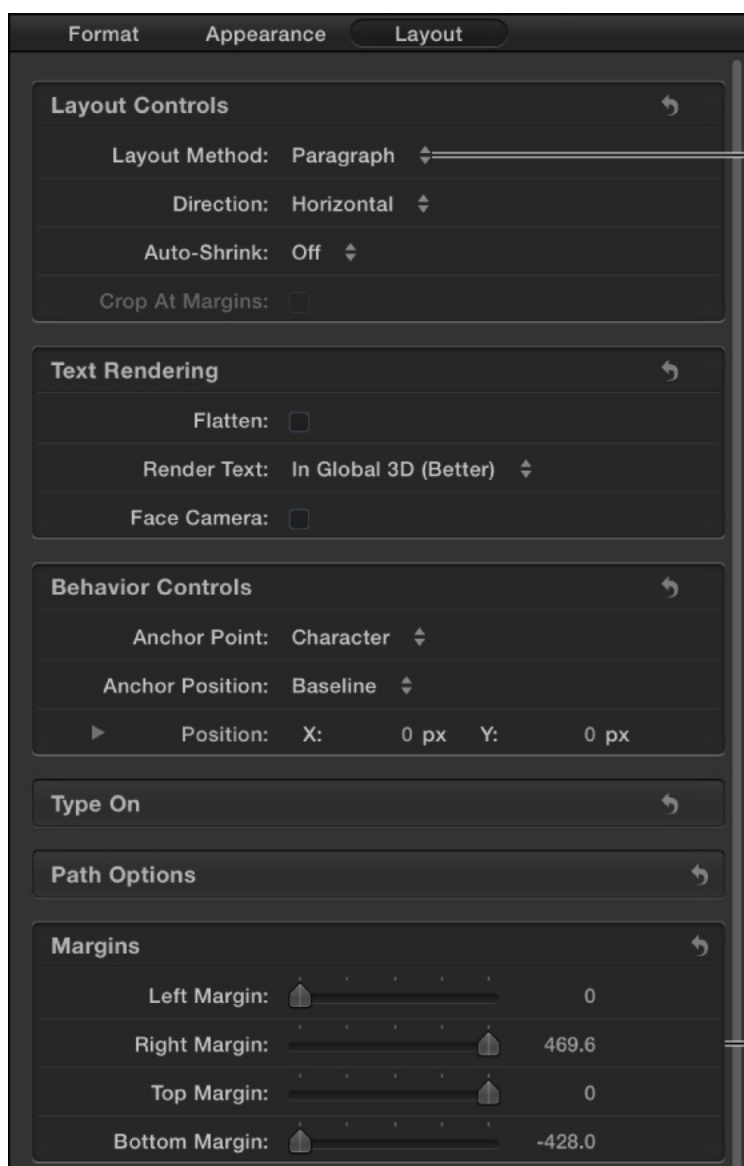 Format Appearance Layout
Layout Controls
Layout Method: Paragraph
Direction: Horizontal
Auto-Shrink: Off
Crop At Margins:
Text Rendering
Flatten:
Render Text: In Global 3D (Better)
Face Camera:
Behavior Controls
Anchor Point: Character
Anchor Position: Baseline
Position: X: 0 px Y: 0 px
Type On
Path Options
Margins
Left Margin: 0
Right Margin: 469.6
Top Margin: 0
Bottom Margin: -428.0